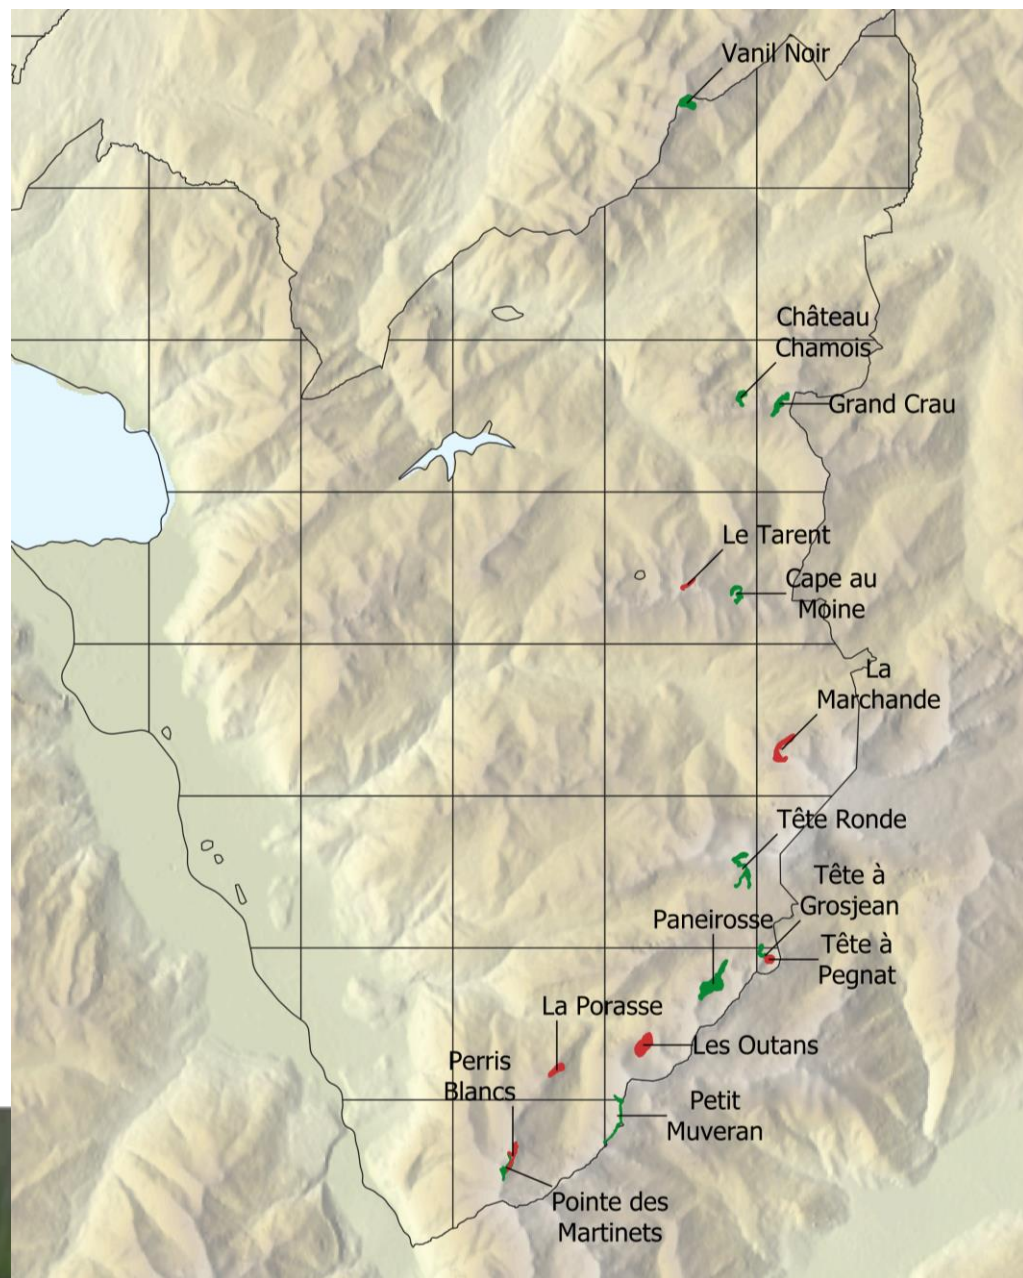 Vanil Noir
Château
Chamois
Grand Crau
Le Tarent
Cape au
Moine
La
Marchande
Tête Ronde
Tête à
Grosjean
Paneirosse
Tête à
Pegnat
La Porasse
Les Outans
Perris
Blancs
Petit
Muveran
Pointe des
Martinets